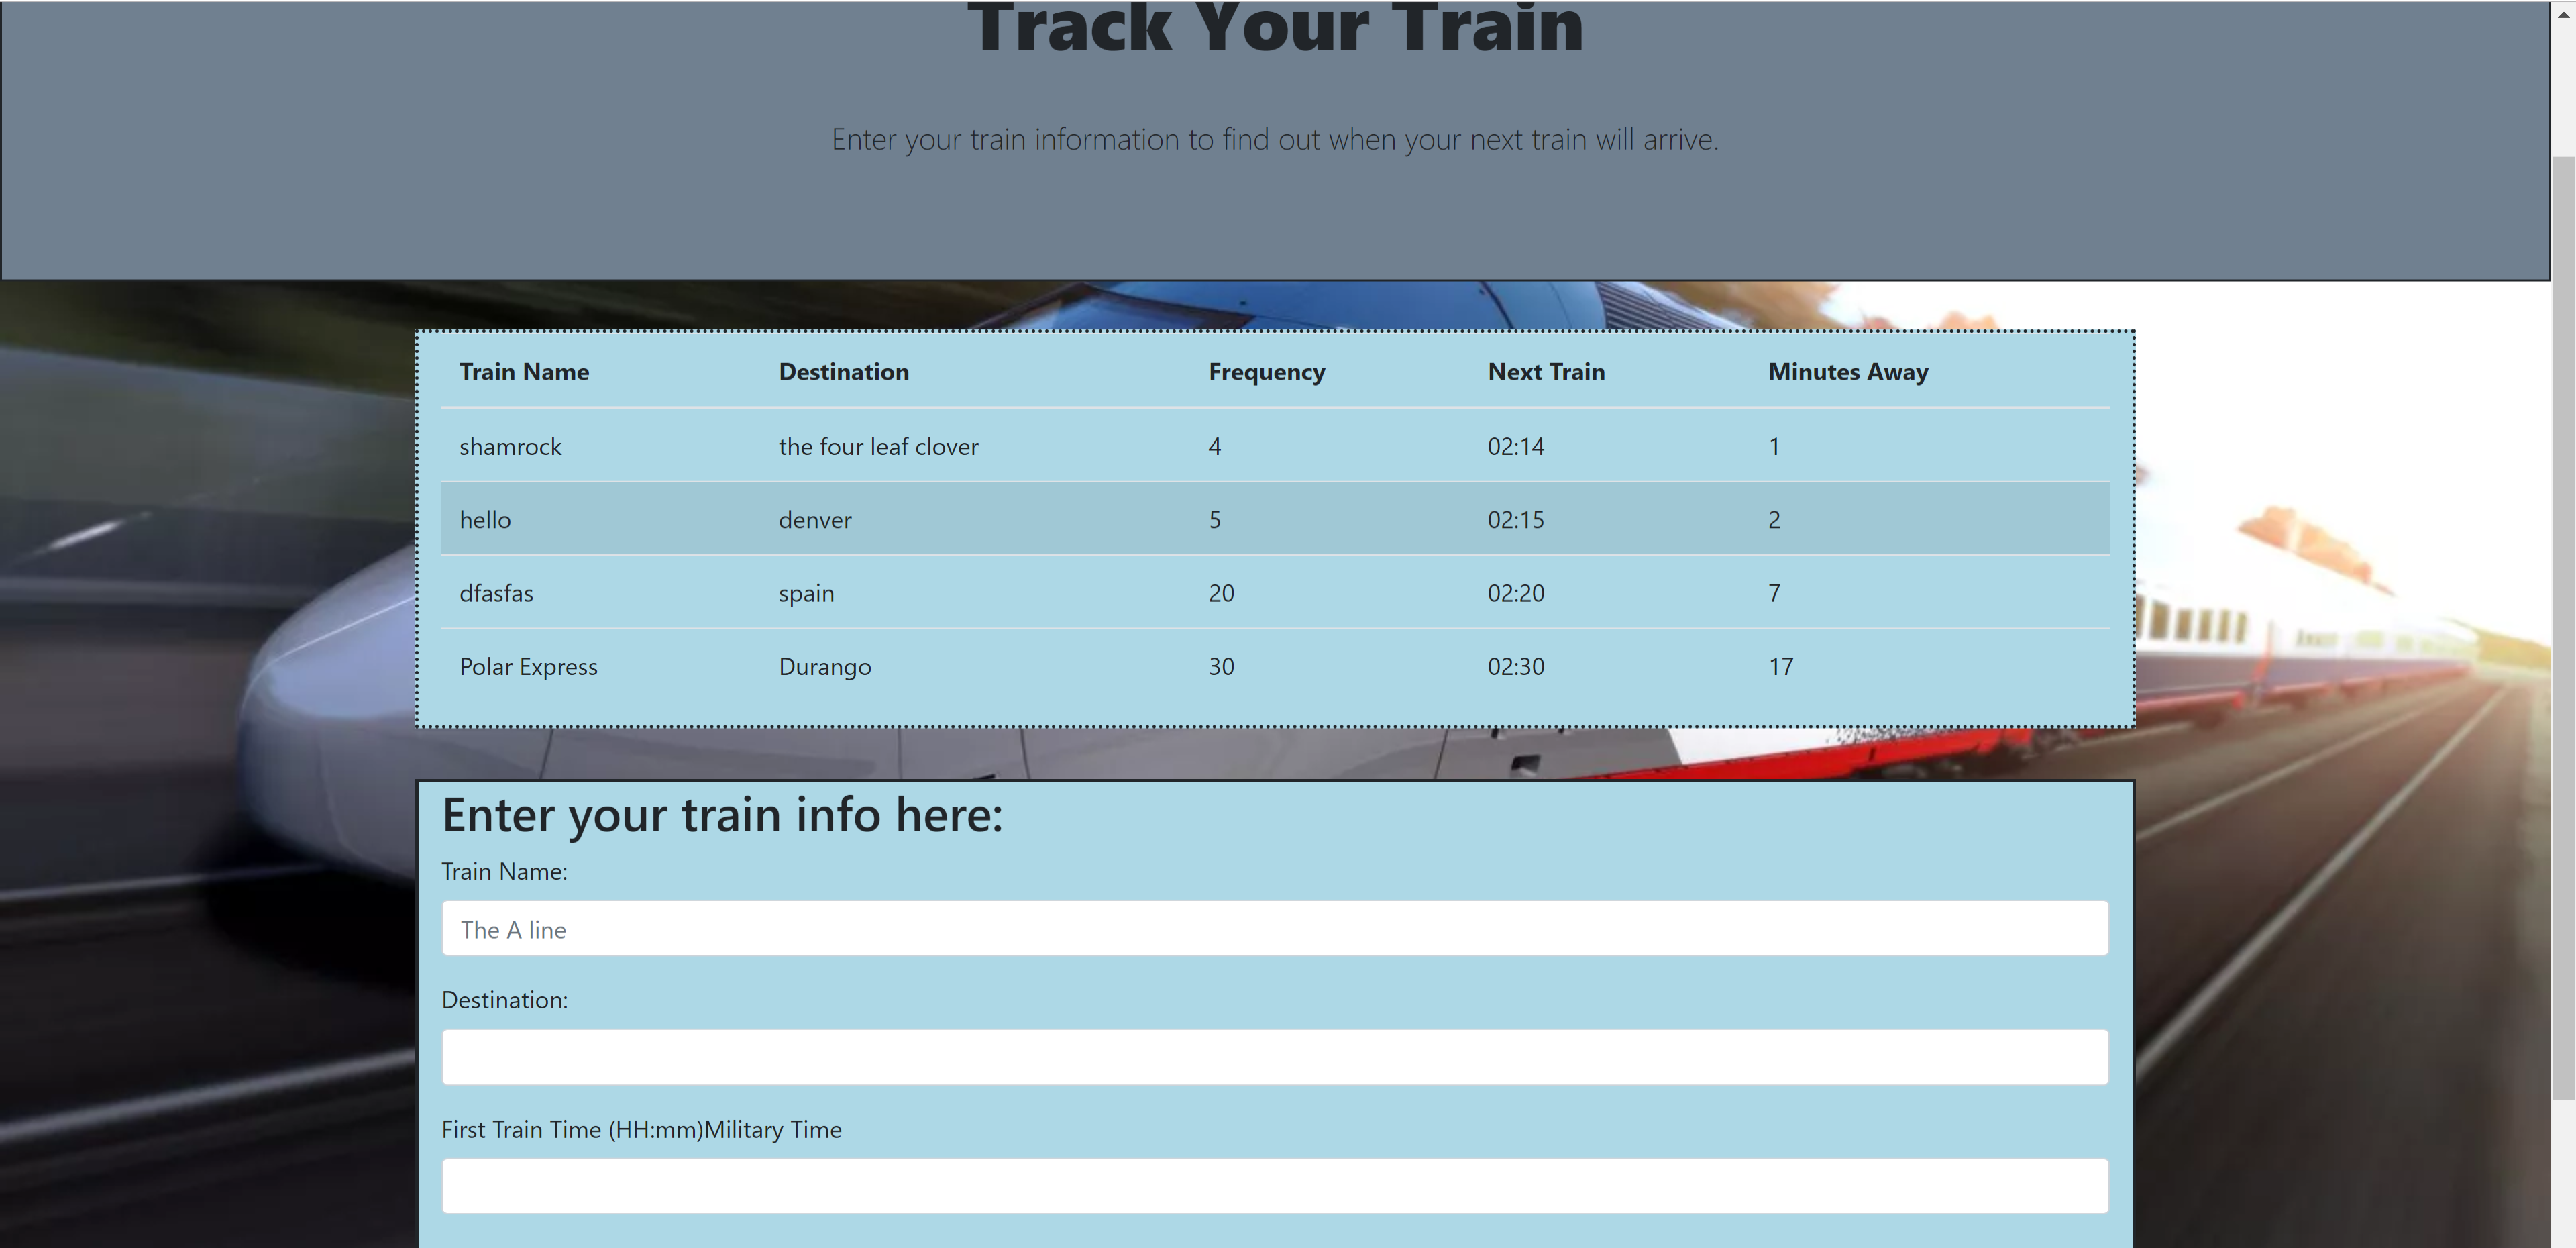 Track Your Train
Enter your train information to find out when your next train will arrive.
Train Name Destination Frequency Next Train Minutes Away
shamrock the four leaf clover 4 02:14 1
hello denver 5 02:15 2
dfasfas spain 20 02:20 7
Polar Express Durango 30 02:30 17
Enter your train info here:
Train Name:
The A line
Destination:
First Train Time (HH:mm)Military Time